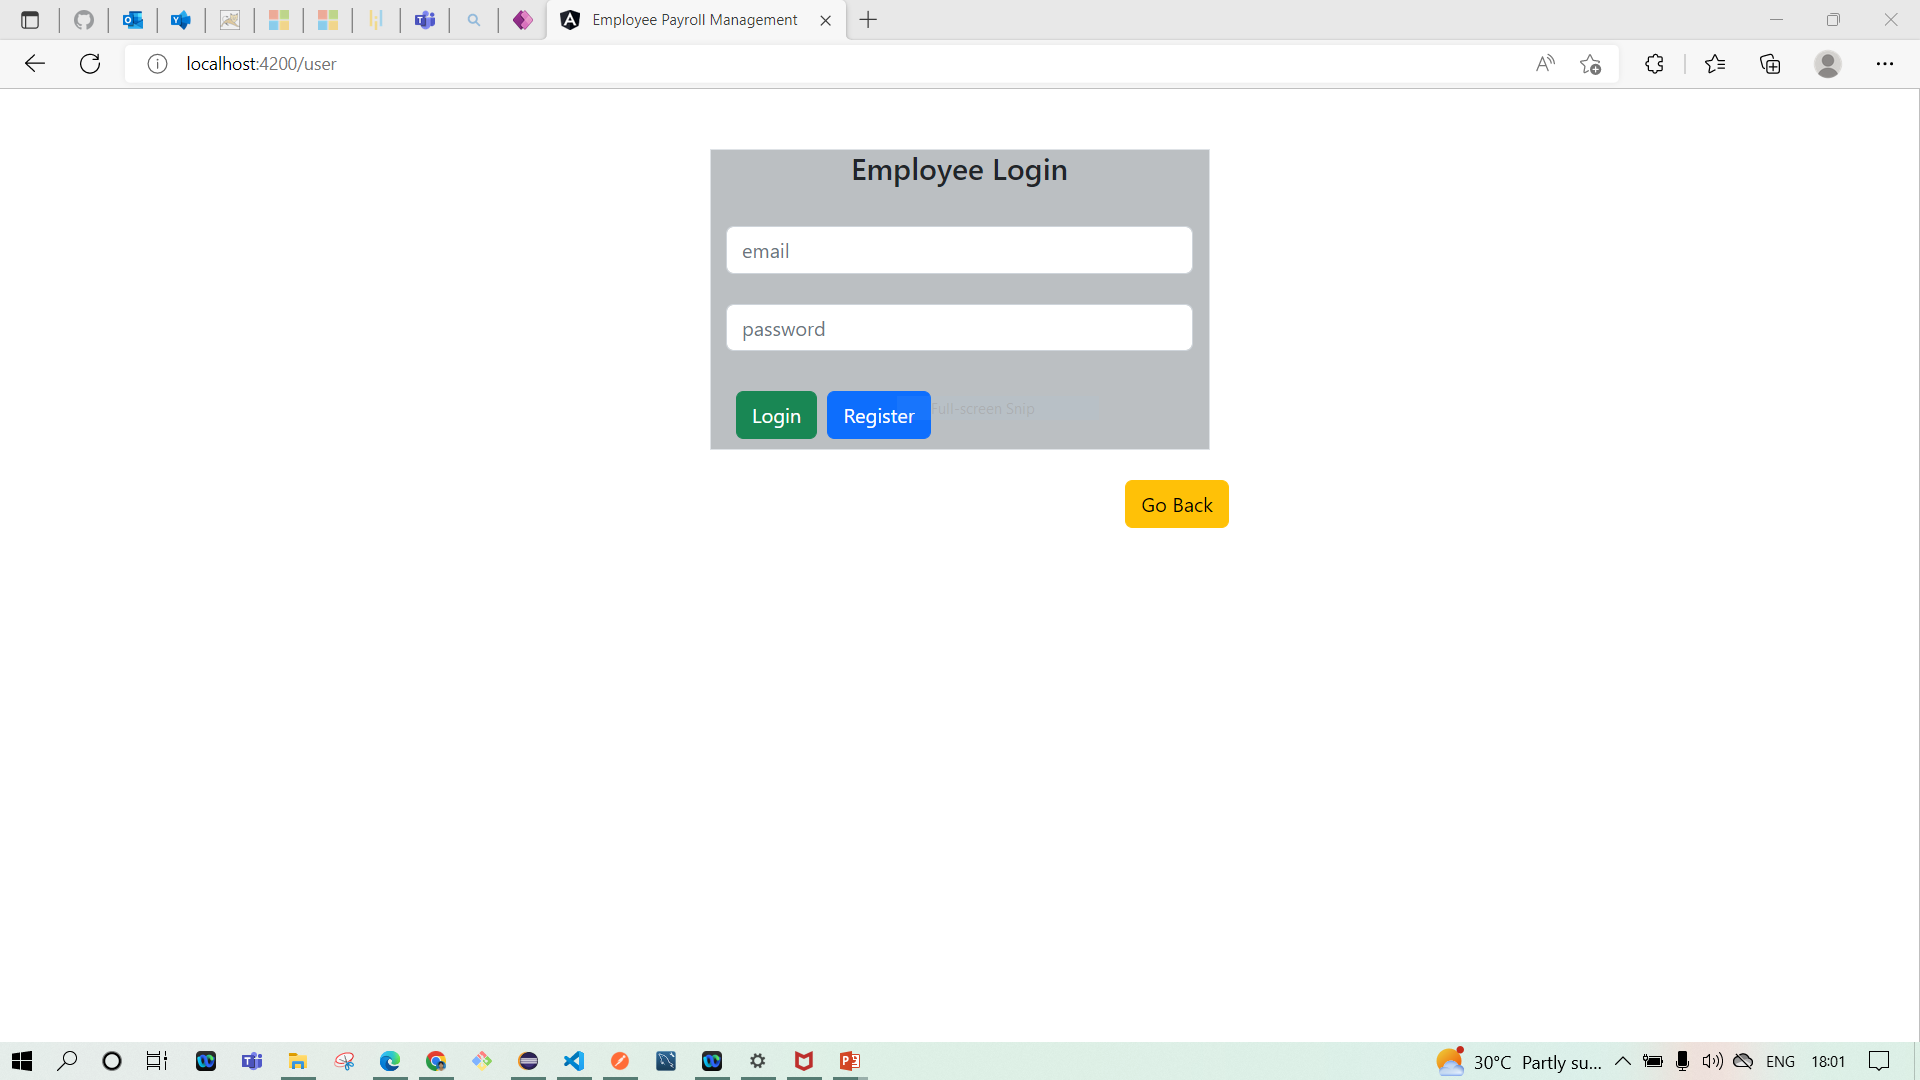 Employee Payroll Management
localhost:4200/user
Employee Login
email
password
Login Register Full-screen Snip
Go Back
30°C Partly su... ENG 18:01